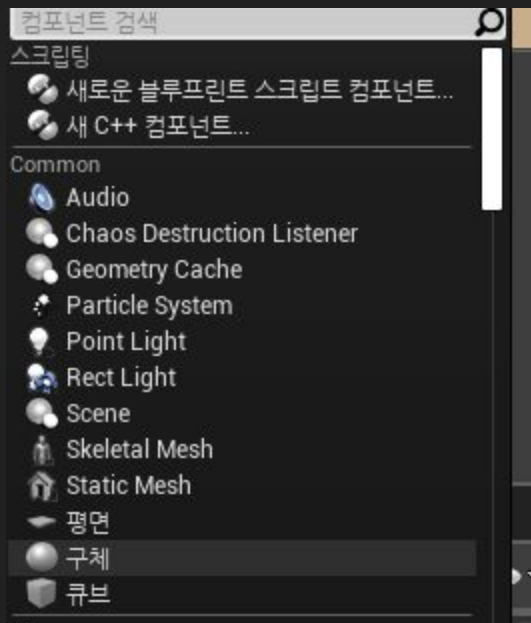 컴포넌트 검색
스크립팅
새로운 블루프린트 스크립트 컴포넌트...
새 C++ 컴포넌트...
Common
Audio
Chaos Destruction Listener
Geometry Cache
Particle System
Point Light
Rect Light
Scene
Skeletal Mesh
Static Mesh
평면
구체
큐브